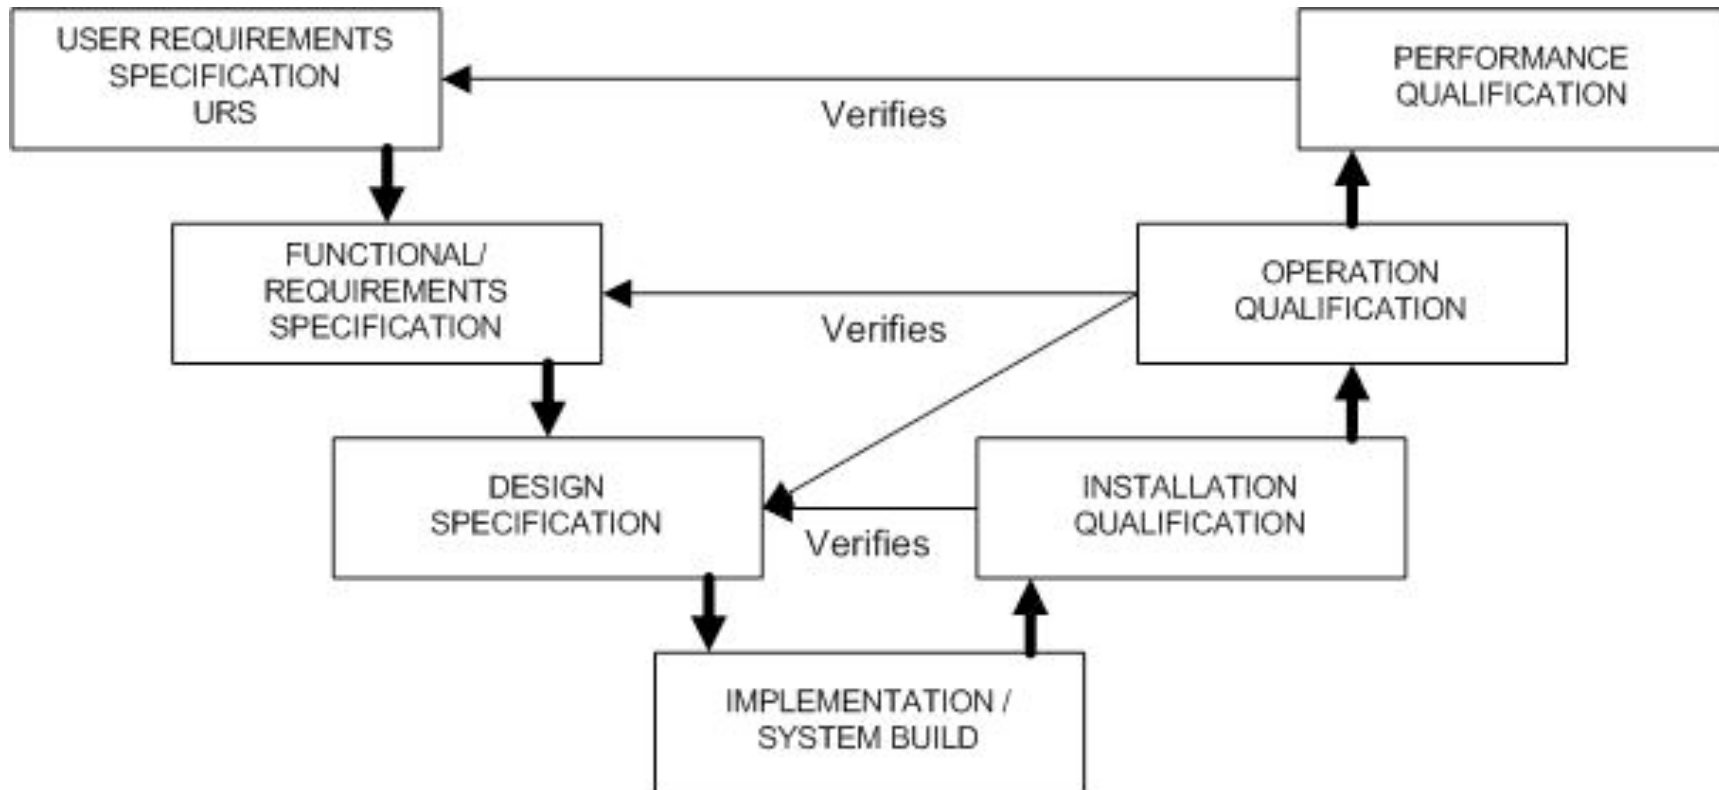 USER REQUIREMENTS
SPECIFICATION
URS
PERFORMANCE
QUALIFICATION
Verifies
FUNCTIONAL/
REQUIREMENTS
SPECIFICATION
OPERATION
QUALIFICATION
Verifies
DESIGN
SPECIFICATION
INSTALLATION
QUALIFICATION
Verifies
IMPLEMENTATION /
SYSTEM BUILD